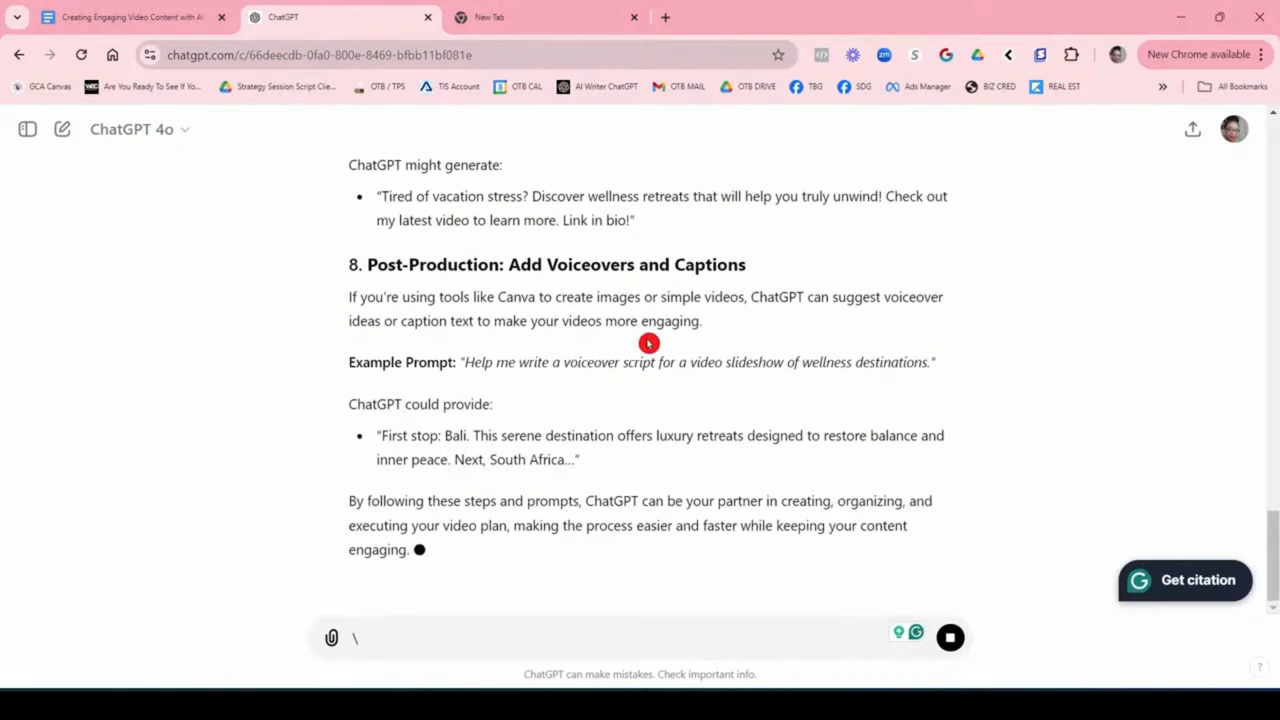 Creating Engaging Video Content with AI
ChatGPT
New Tab
chatgpt.com/c/66deecdb-0fa0-800e-8469-bfbb11bf081e
New Chrome available
GCA Canvas
Are You Ready To See If Yo...
Strategy Session Script Clie...
OTB / TPS
TIS Account
OTB CAL
AI Writer ChatGPT
OTB MAIL
OTB DRIVE
TBG
SDG
Ads Manager
BIZ CRED
REAL EST
All Bookmarks
ChatGPT 4o
ChatGPT might generate:
• "Tired of vacation stress? Discover wellness retreats that will help you truly unwind! Check out
my latest video to learn more. Link in bio!"
8. Post-Production: Add Voiceovers and Captions
If you're using tools like Canva to create images or simple videos, ChatGPT can suggest voiceover
ideas or caption text to make your videos more engaging.
Example Prompt: "Help me write a voiceover script for a video slideshow of wellness destinations."
ChatGPT could provide:
• "First stop: Bali. This serene destination offers luxury retreats designed to restore balance and
inner peace. Next, South Africa..."
By following these steps and prompts, ChatGPT can be your partner in creating, organizing, and
executing your video plan, making the process easier and faster while keeping your content
engaging.
Get citation
\
ChatGPT can make mistakes. Check important info.
?